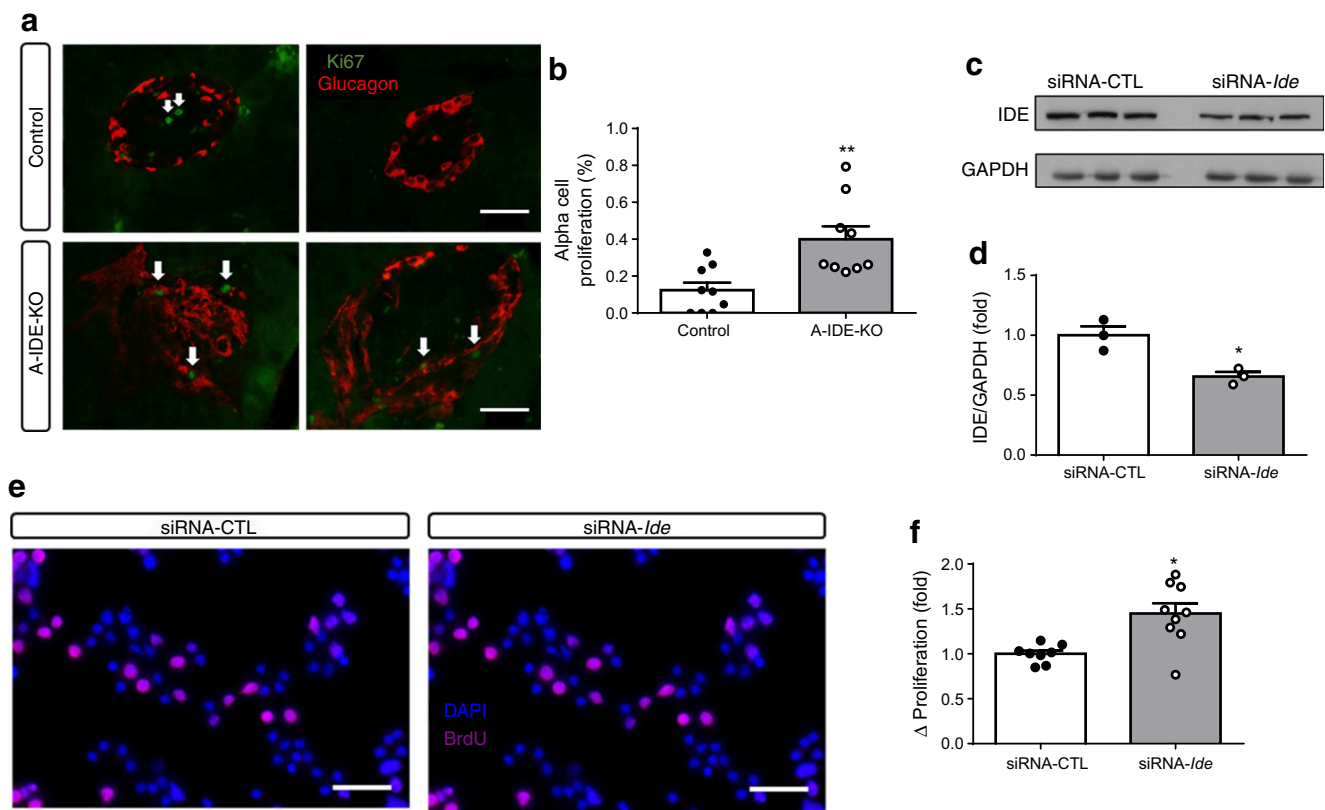 a
Control
A-IDE-KO
Ki67
Glucagon
b
Alpha cell
proliferation (%)
1.0
0.8
0.6
0.4
0.2
0.0
**
Control
A-IDE-KO
c
siRNA-CTL
siRNA-Ide
IDE
GAPDH
d
IDE/GAPDH (fold)
1.5
1.0
0.5
0.0
*
siRNA-CTL
siRNA-Ide
e
siRNA-CTL
siRNA-Ide
DAPI
BrdU
f
Δ Proliferation (fold)
2.0
1.5
1.0
0.5
0.0
*
siRNA-CTL
siRNA-Ide